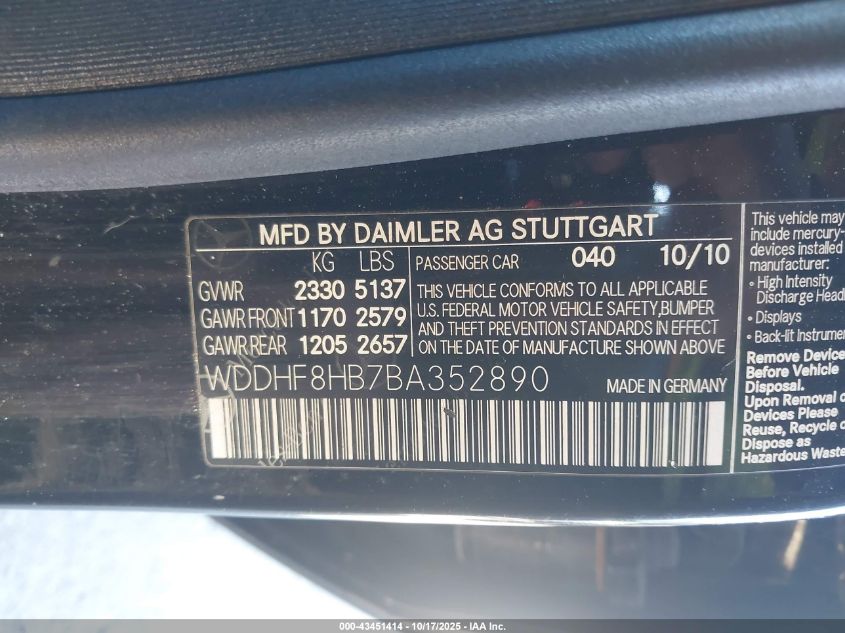 MFD BY DAIMLER AG STUTTGART
KG LBS
GVWR 2330 5137
GAWR FRONT 1170 2579
GAWR REAR 1205 2657
PASSENGER CAR 040 10/10
THIS VEHICLE CONFORMS TO ALL APPLICABLE
U.S. FEDERAL MOTOR VEHICLE SAFETY,BUMPER
AND THEFT PREVENTION STANDARDS IN EFFECT
ON THE DATE OF MANUFACTURE SHOWN ABOVE
WDDHF8HB7BA352890
MADE IN GERMANY
This vehicle may
include mercury-
devices installed
manufacturer:
• High Intensity
Discharge Head
• Displays
• Back-lit Instrume
Remove Device
Before Vehicle
Disposal.
Upon Removal o
Devices Please
Reuse, Recycle o
Dispose as
Hazardous Waste
000-43451414 - 10/17/2025 - IAA Inc.